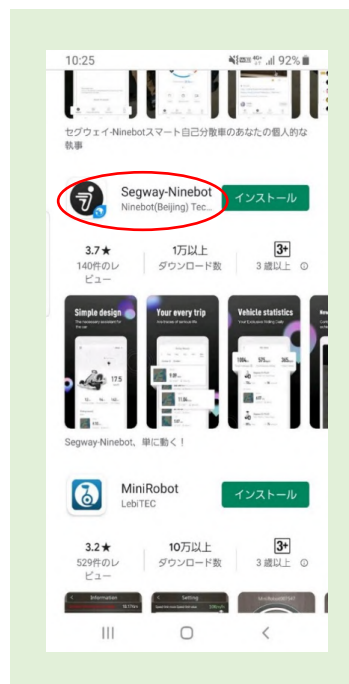 10:25
92%
セグウェイ-Ninebotスマート自己分散車のあなたの個人的な
執事
Segway-Ninebot
Ninebot(Beijing) Tec...
インストール
3.7★
140件のレ
ビュー
1万以上
ダウンロード数
3+
3 歳以上
Simple design
Your every trip
Vehicle statistics
Segway-Ninebot、単に動く！
MiniRobot
LebiTEC
インストール
3.2★
529件のレ
ビュー
10万以上
ダウンロード数
3+
3 歳以上
Information
Setting